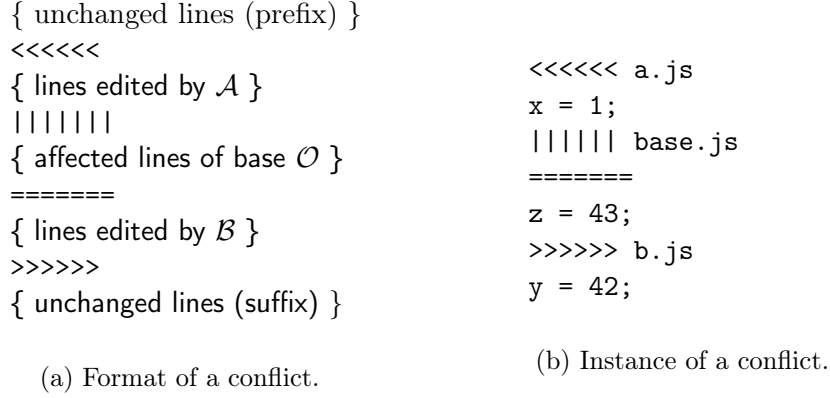 { unchanged lines (prefix) }
<<<<<<
{ lines edited by 𝒜 }
|||||||
{ affected lines of base 𝒪 }
=======
{ lines edited by ℬ }
>>>>>>
{ unchanged lines (suffix) }
(a) Format of a conflict.
<<<<<< a.js
x = 1;
|||||| base.js
=======
z = 43;
>>>>>> b.js
y = 42;
(b) Instance of a conflict.